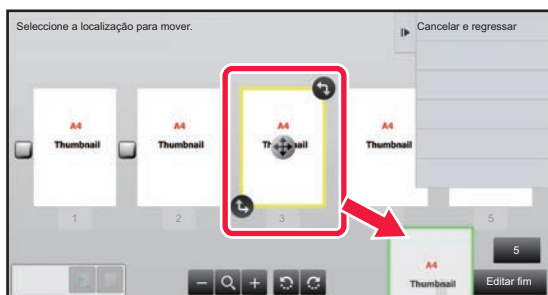 Seleccione a localização para mover.
Cancelar e regressar
A4
Thumbnail
A4
Thumbnail
A4
A4
Thumbnail
1
2
3
5
5
A4
Thumbnail
Editar fim